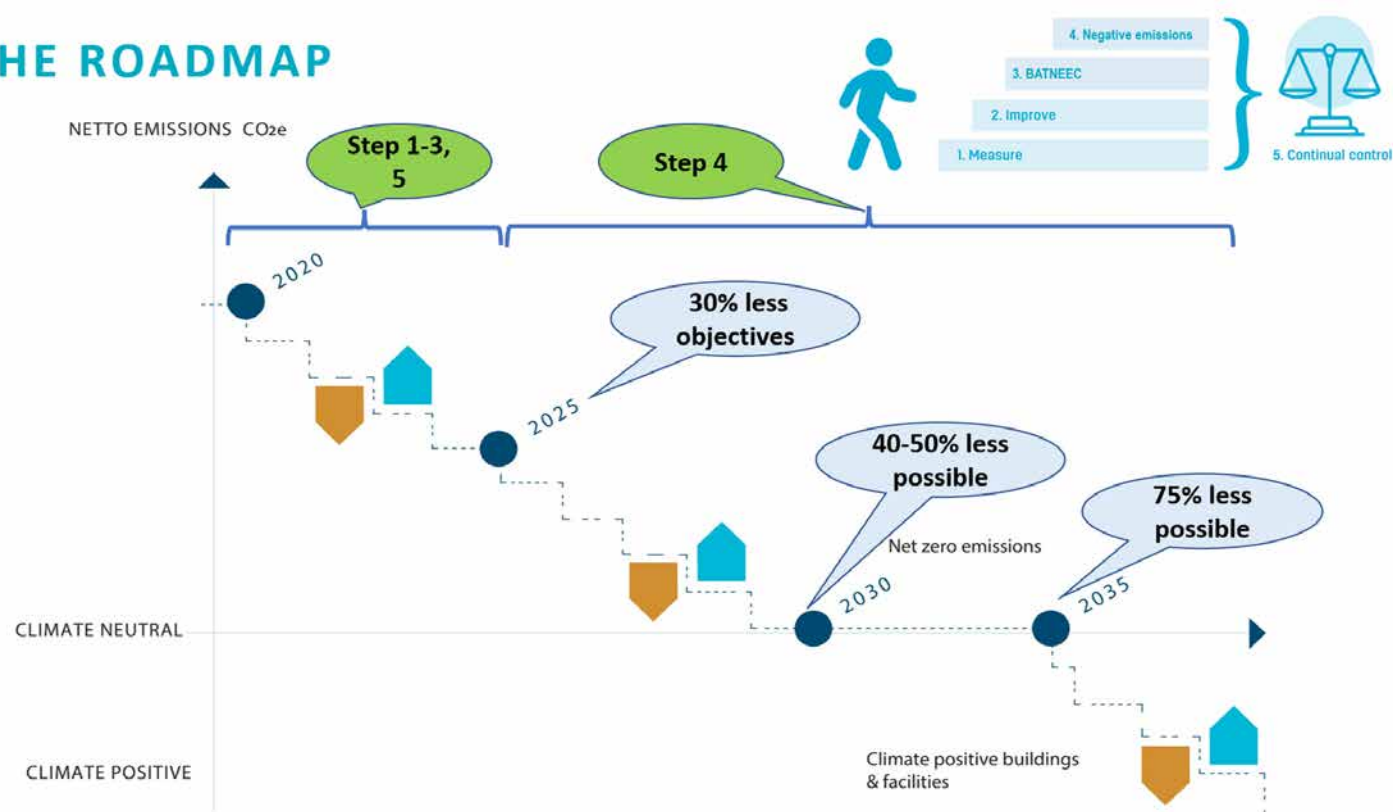 HE ROADMAP
4. Negative emissions
3. BATNEEC
2. Improve
1. Measure
5. Continual control
NETTO EMISSIONS CO2e
Step 1-3,
5
Step 4
2020
30% less
objectives
2025
40-50% less
possible
75% less
possible
Net zero emissions
2030
2035
CLIMATE NEUTRAL
Climate positive buildings
& facilities
CLIMATE POSITIVE